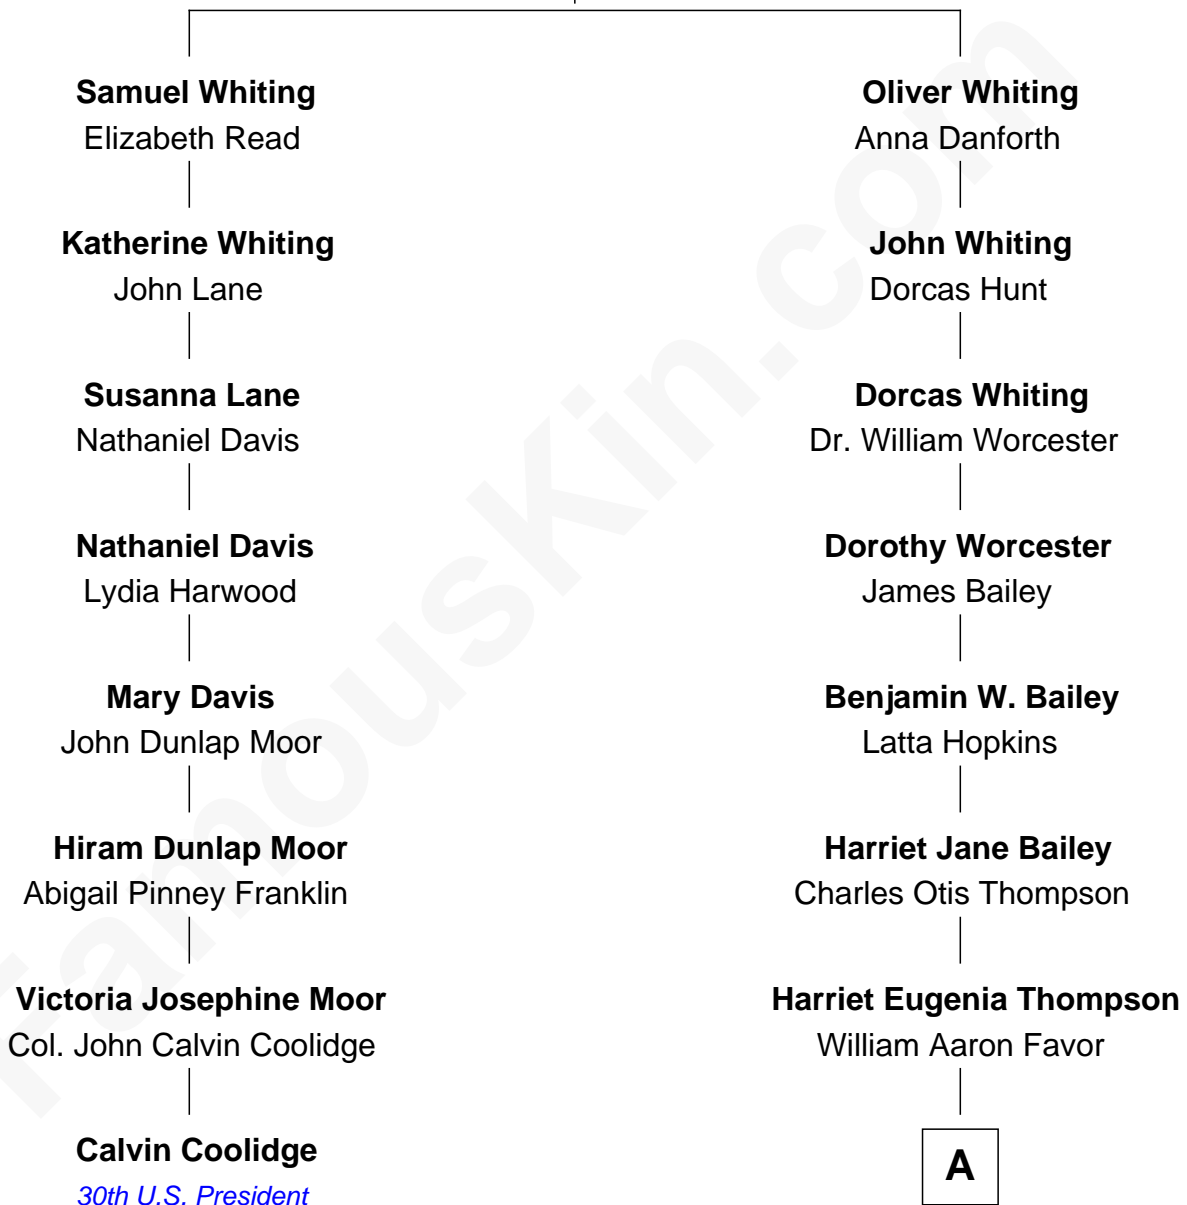 Samuel Whiting
Elizabeth Read
Oliver Whiting
Anna Danforth
Katherine Whiting
John Lane
John Whiting
Dorcas Hunt
Susanna Lane
Nathaniel Davis
Dorcas Whiting
Dr. William Worcester
Nathaniel Davis
Lydia Harwood
Dorothy Worcester
James Bailey
Mary Davis
John Dunlap Moor
Benjamin W. Bailey
Latta Hopkins
Hiram Dunlap Moor
Abigail Pinney Franklin
Harriet Jane Bailey
Charles Otis Thompson
Victoria Josephine Moor
Col. John Calvin Coolidge
Harriet Eugenia Thompson
William Aaron Favor
Calvin Coolidge
30th U.S. President
A
FamousKin.com